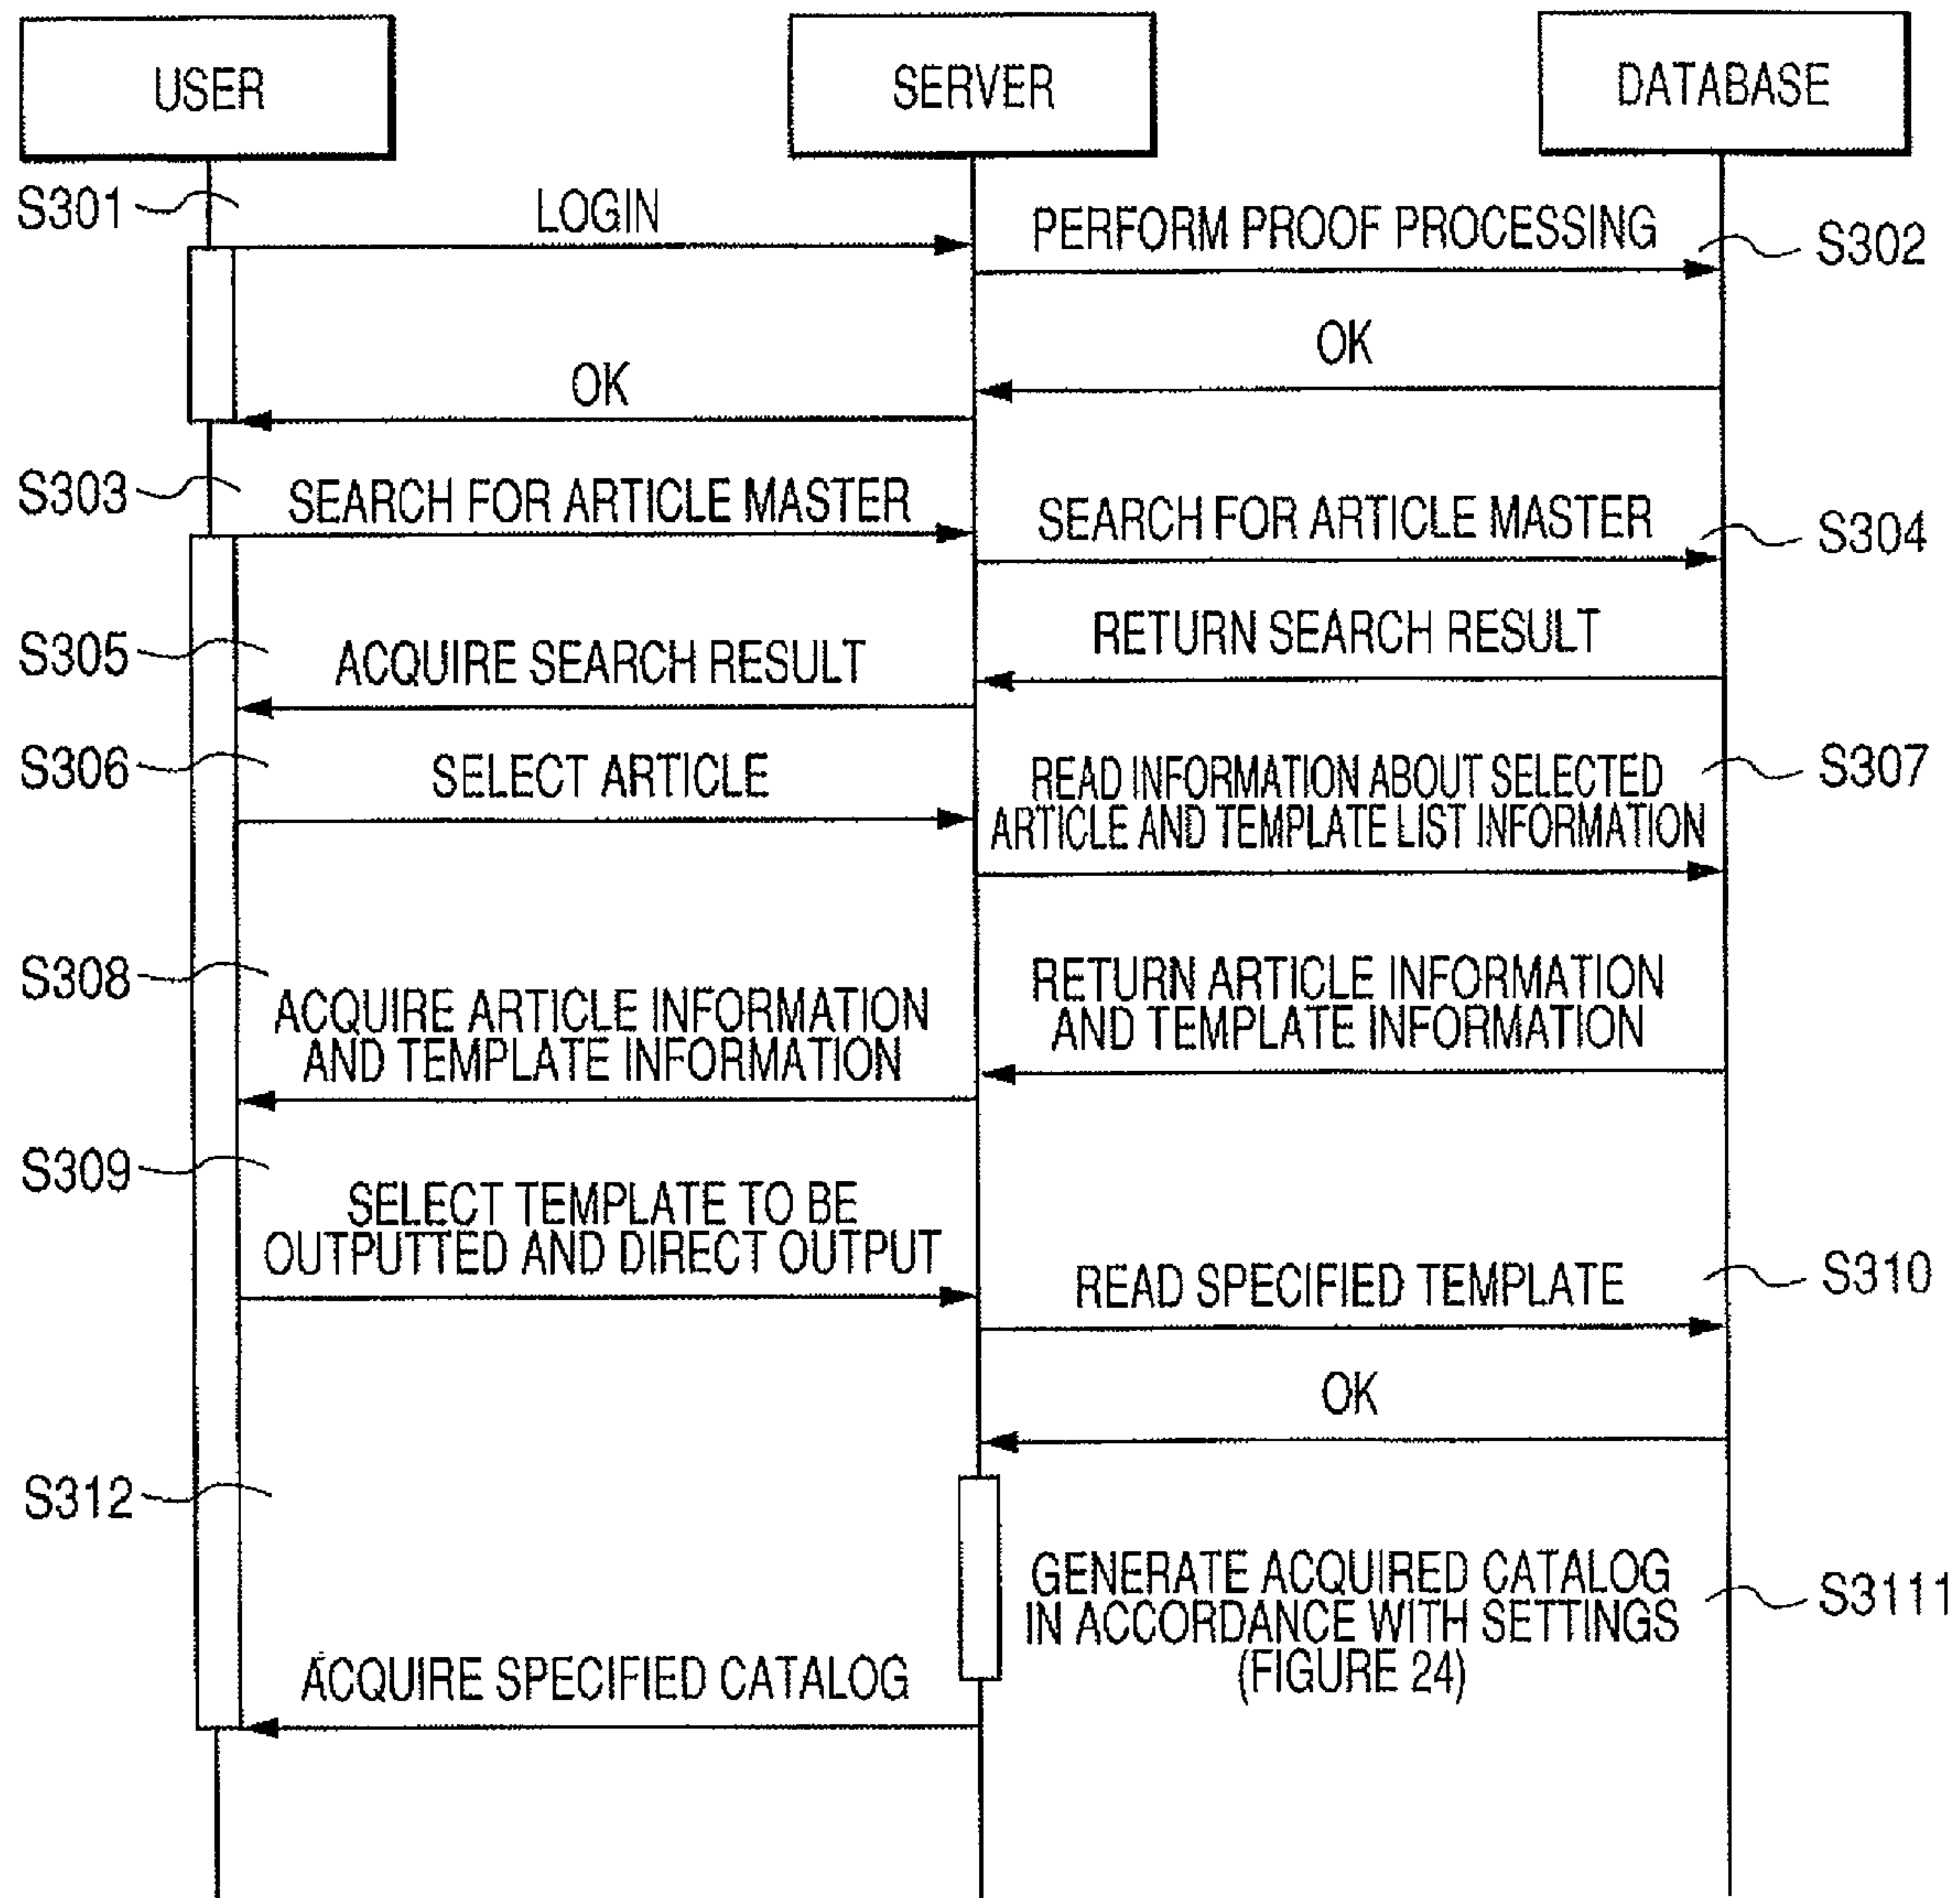 USER
SERVER
DATABASE
S301
LOGIN
PERFORM PROOF PROCESSING
S302
OK
OK
S303
SEARCH FOR ARTICLE MASTER
SEARCH FOR ARTICLE MASTER
S304
RETURN SEARCH RESULT
S305
ACQUIRE SEARCH RESULT
S306
SELECT ARTICLE
READ INFORMATION ABOUT SELECTED
ARTICLE AND TEMPLATE LIST INFORMATION
S307
S308
ACQUIRE ARTICLE INFORMATION
AND TEMPLATE INFORMATION
RETURN ARTICLE INFORMATION
AND TEMPLATE INFORMATION
S309
SELECT TEMPLATE TO BE
OUTPUTTED AND DIRECT OUTPUT
READ SPECIFIED TEMPLATE
S310
OK
S312
GENERATE ACQUIRED CATALOG
IN ACCORDANCE WITH SETTINGS
(FIGURE 24)
S3111
ACQUIRE SPECIFIED CATALOG